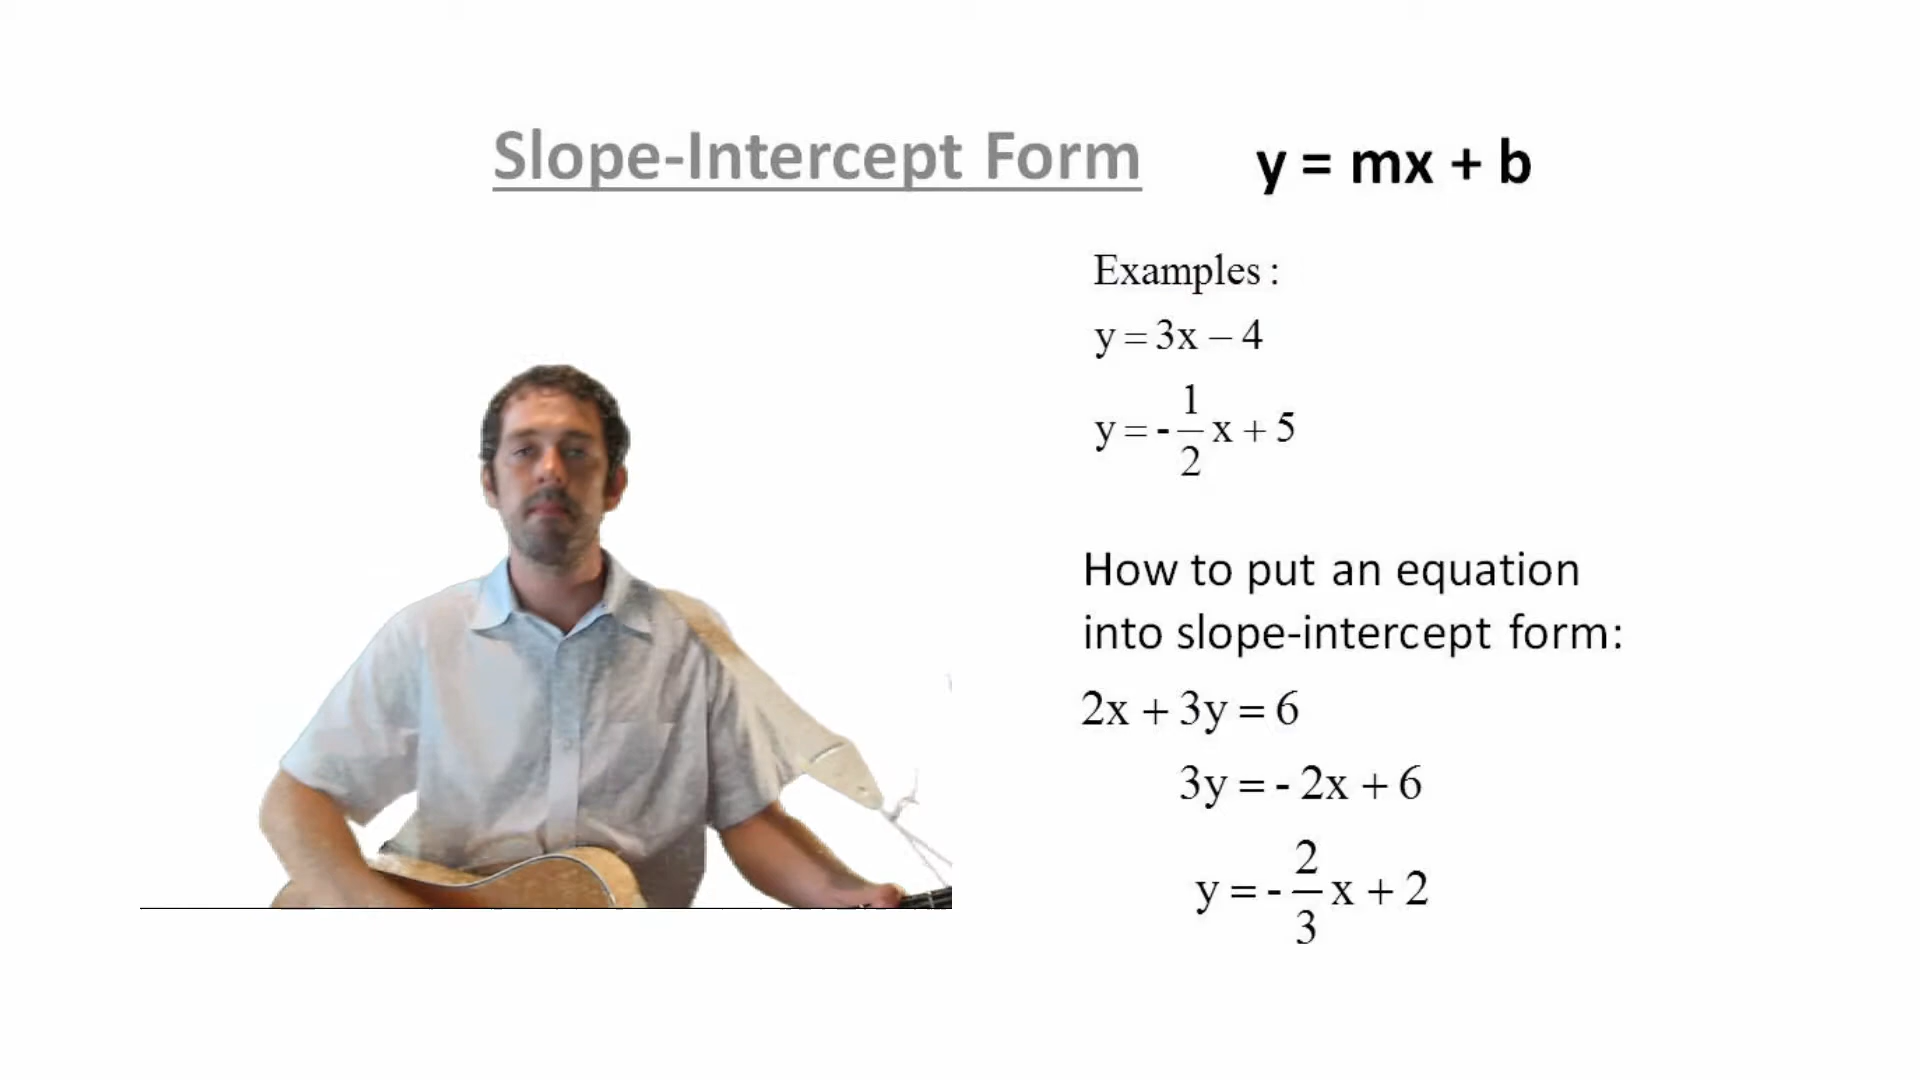 Slope-Intercept Form y = mx + b
Examples :
y = 3x – 4
y = - 1/2 x + 5
How to put an equation
into slope-intercept form:
2x + 3y = 6
3y = - 2x + 6
y = - 2/3 x + 2